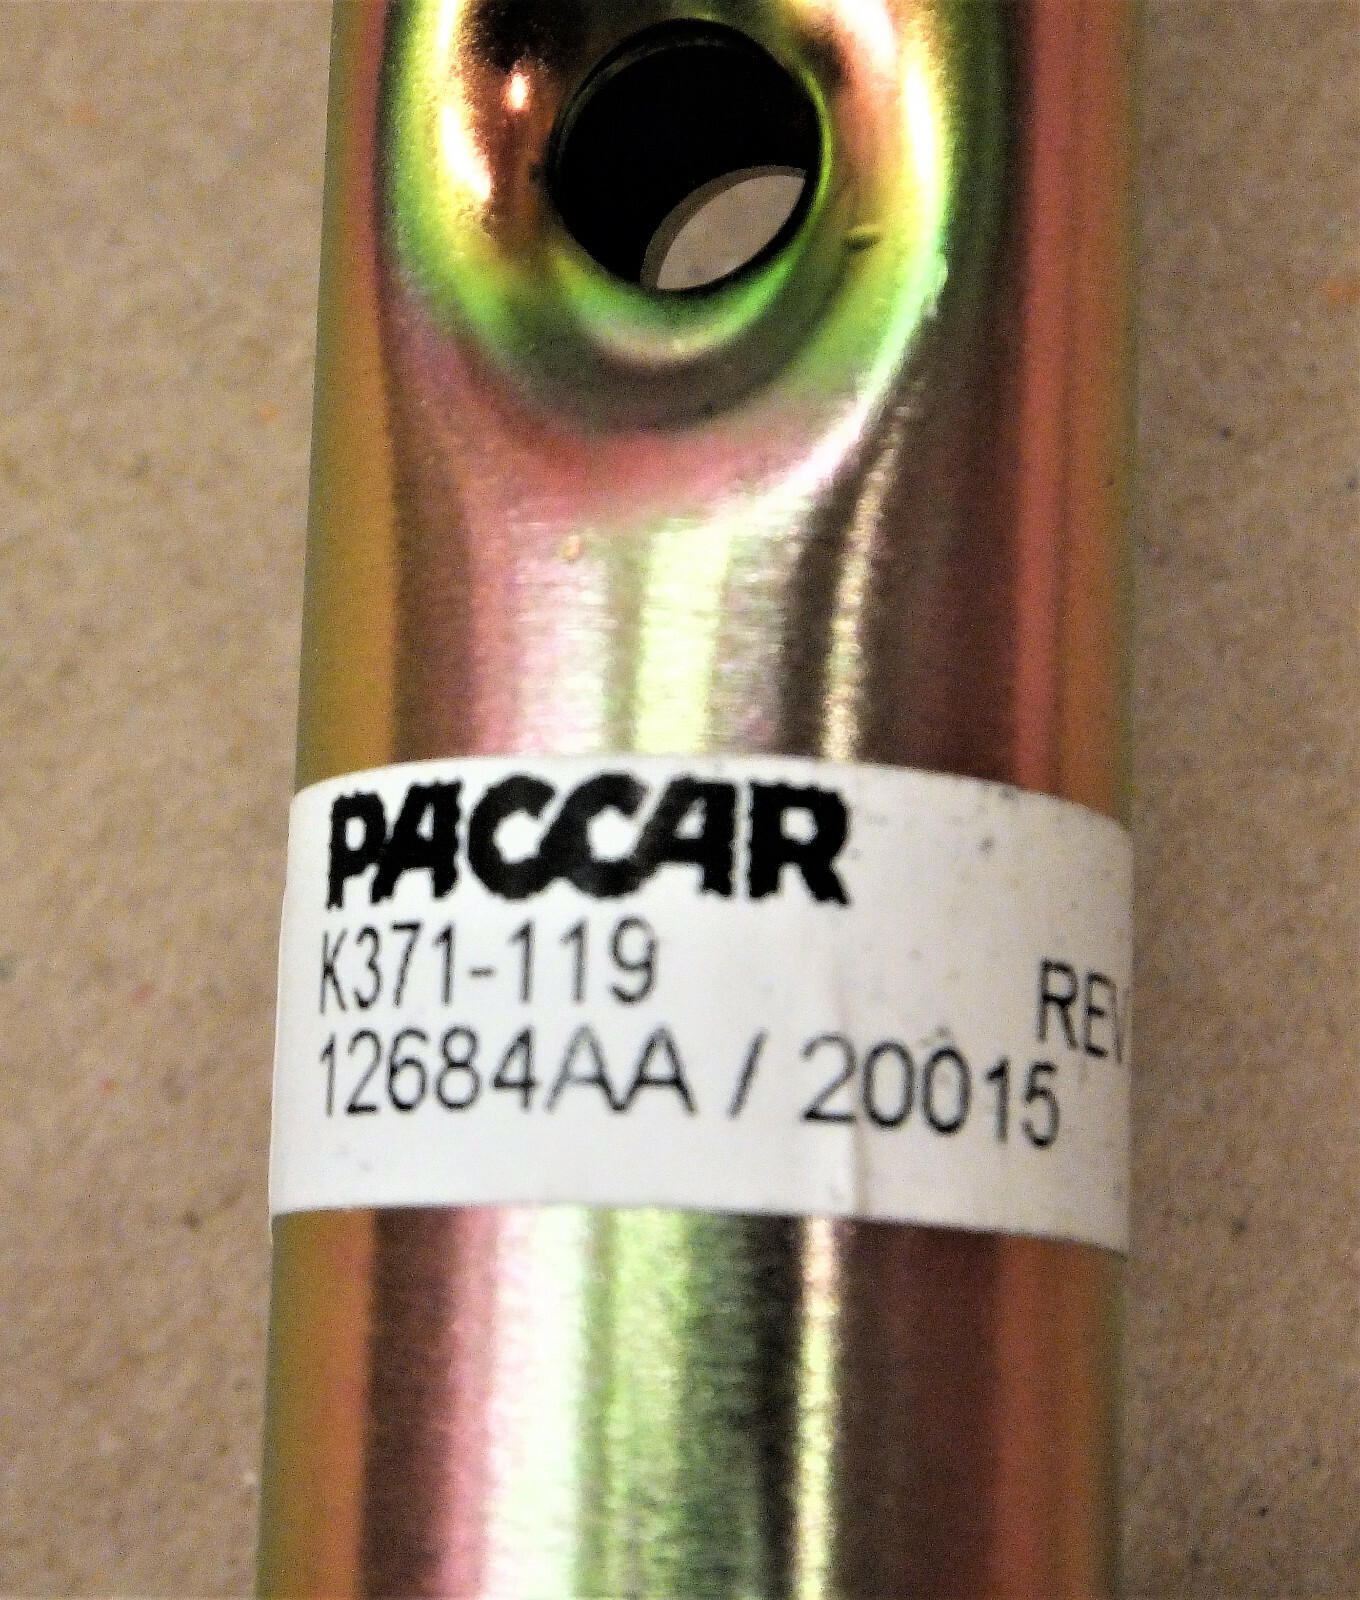 PACCAR
K371-119
REV
12684AA / 20015